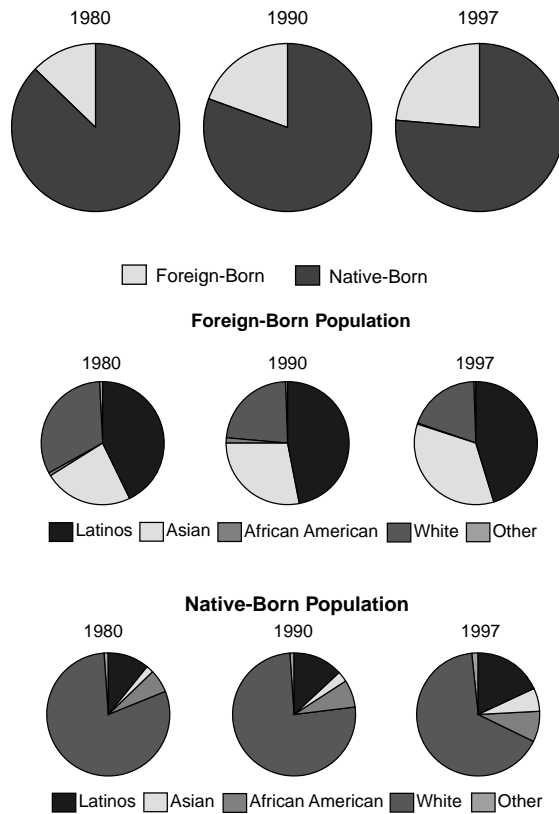 1980 1990 1997
Foreign-Born Native-Born
Foreign-Born Population
1980 1990 1997
Latinos Asian African American White Other
Native-Born Population
1980 1990 1997
Latinos Asian African American White Other